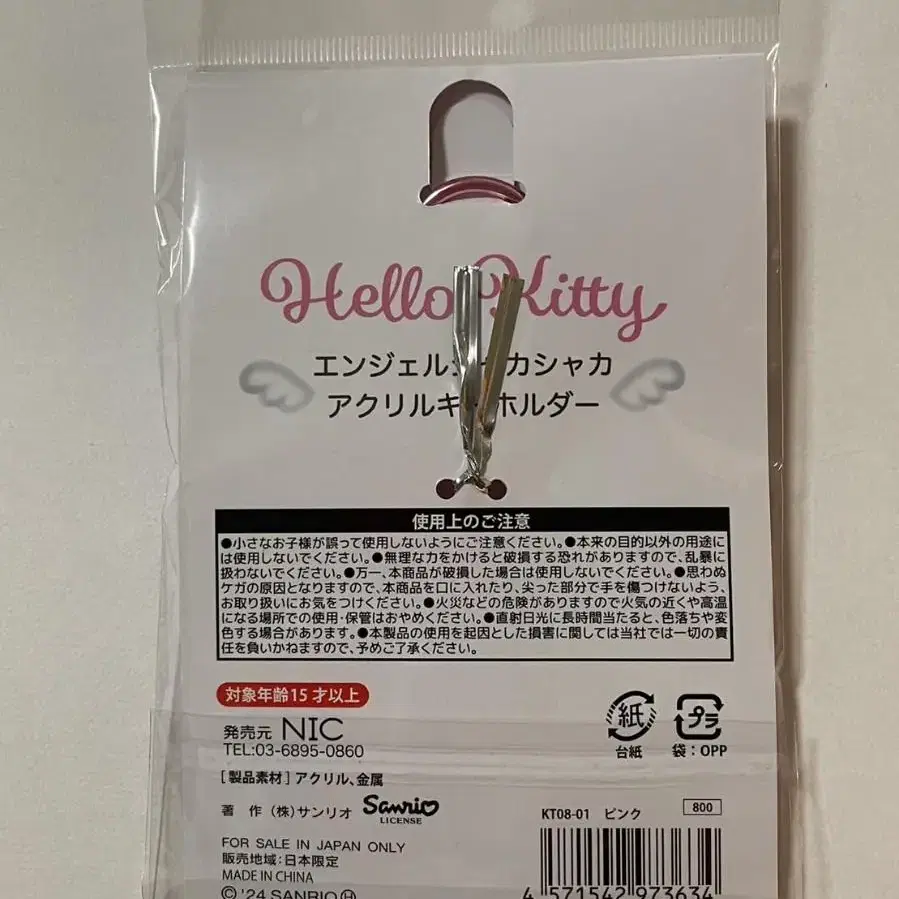 Hello Kitty
エンジェルシャカシャカ
アクリルキーホルダー
使用上のご注意
●小さなお子様が誤って使用しないようにご注意ください。●本来の目的以外の用途に
は使用しないでください。●無理な力をかけると破損する恐れがありますので、乱暴に
扱わないでください。●万一、本商品が破損した場合は使用しないでください。●思わぬ
ケガの原因となりますので、本商品を口に入れたり、尖った部分で手を傷つけないよう、
お取り扱いにお気をつけください。●火災などの危険がありますので火気の近くや高温
になる場所での使用・保管はおやめください。●直射日光に長時間当たると、色落ちや変
色する場合があります。●本製品の使用を起因とした損害に関しては当社では一切の責
任を負いかねますので、予めご了承ください。
対象年齢15才以上
発売元 NIC
TEL:03-6895-0860
紙
台紙
プラ
袋：OPP
[製品素材] アクリル、金属
著 作 (株)サンリオ Sanrio
LICENSE
KT08-01 ピンク 800
FOR SALE IN JAPAN ONLY
販売地域:日本限定
MADE IN CHINA
© '24 SANRIO Ⓗ
4 571542 973634